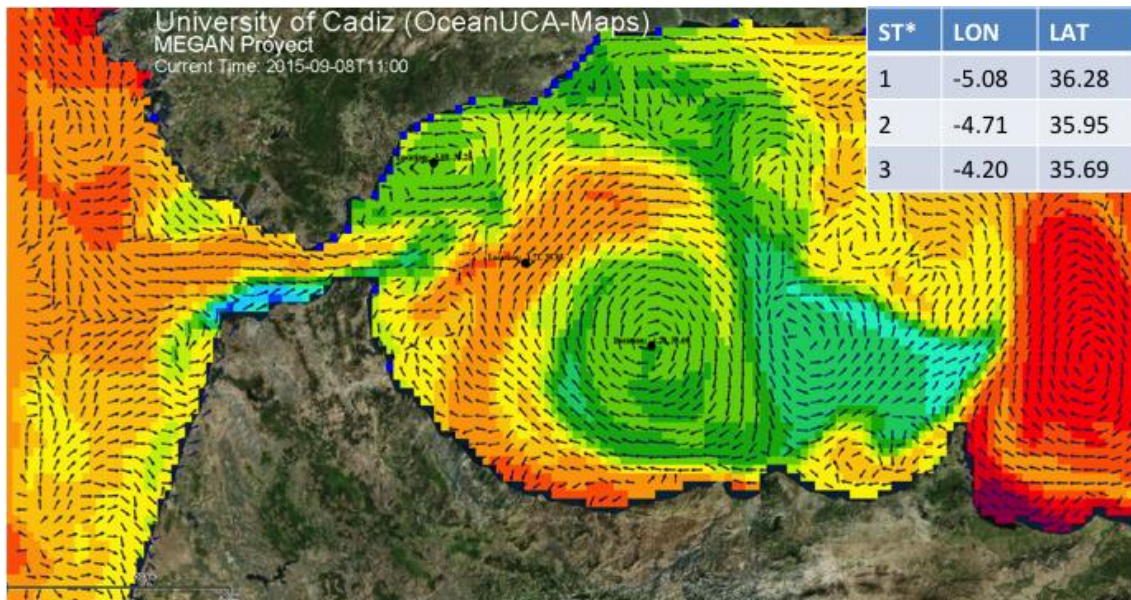 University of Cadiz (OceanUCA-Maps)
MEGAN Proyect
Current Time: 2015-09-08T11:00
ST* LON LAT
1 -5.08 36.28
2 -4.71 35.95
3 -4.20 35.69